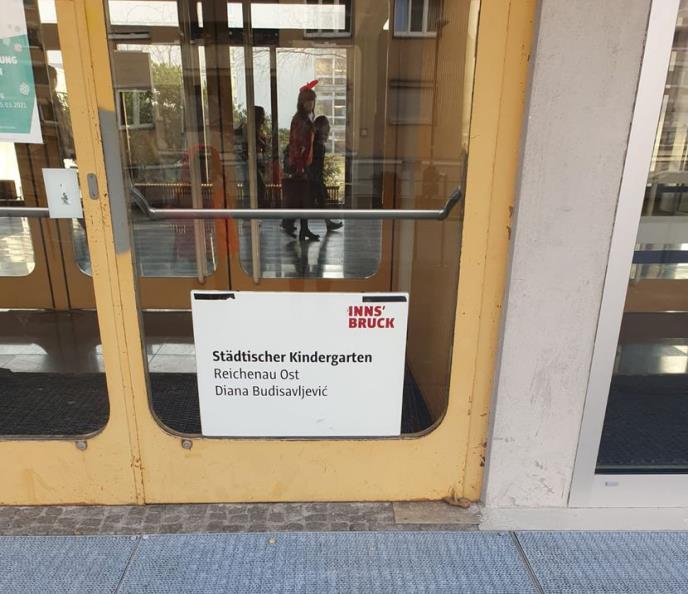 INNS'
BRUCK
Städtischer Kindergarten
Reichenau Ost
Diana Budisavljević